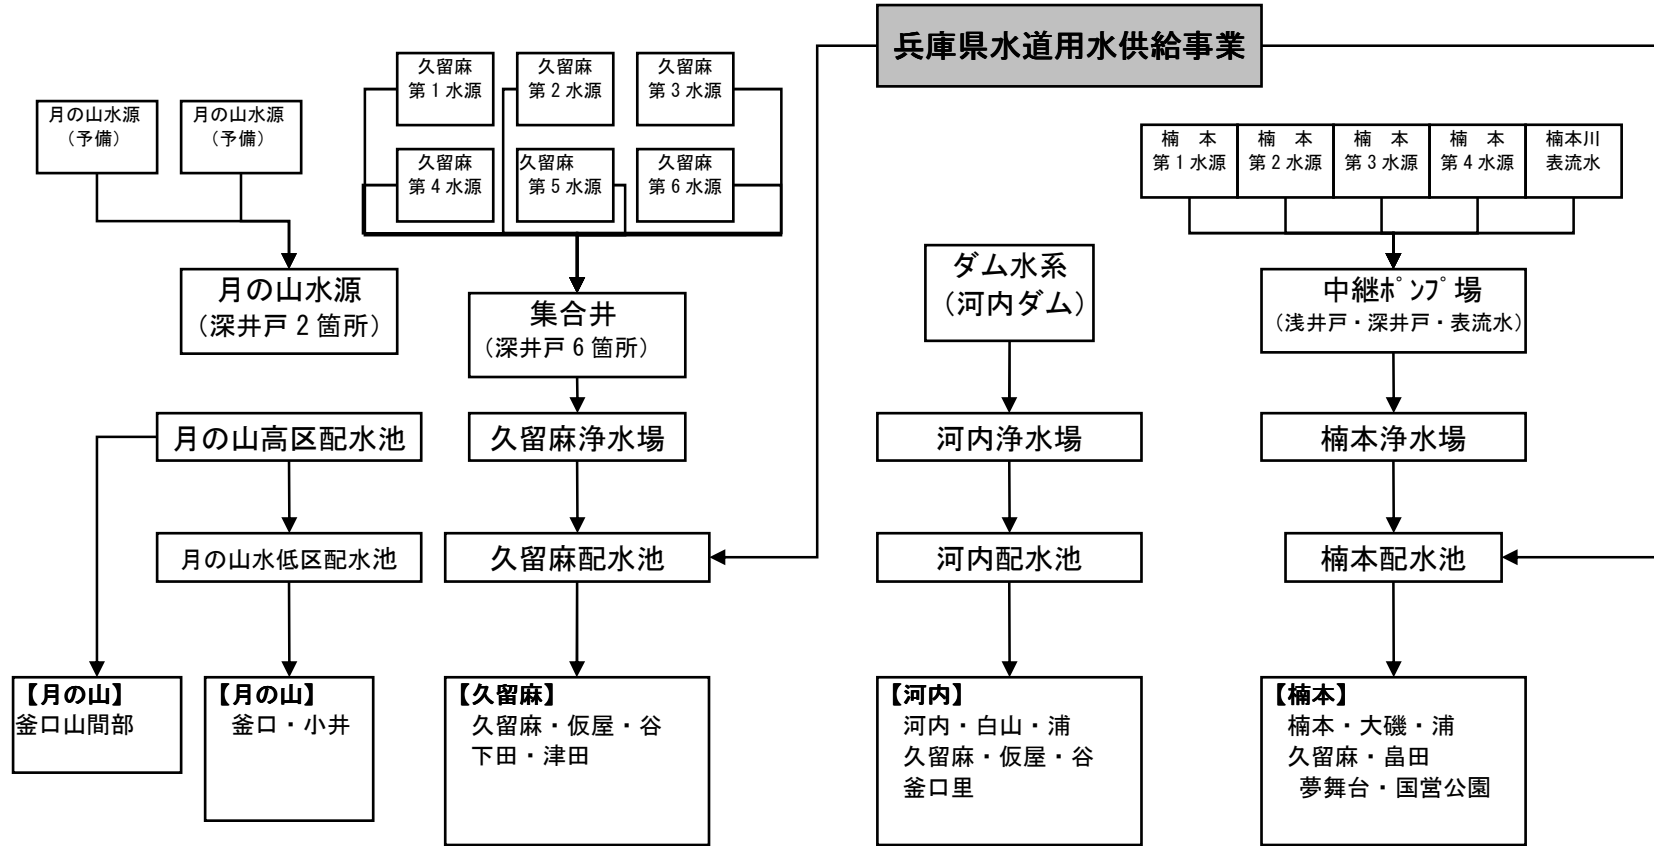 兵庫県水道用水供給事業
久留麻
第1水源
久留麻
第2水源
久留麻
第3水源
月の山水源
（予備）
月の山水源
（予備）
久留麻
第4水源
久留麻
第5水源
久留麻
第6水源
楠　本
第1水源
楠　本
第2水源
楠　本
第3水源
楠　本
第4水源
楠本川
表流水
月の山水源
（深井戸2箇所）
集合井
（深井戸6箇所）
ダム水系
（河内ダム）
中継ﾎﾟﾝﾌﾟ場
（浅井戸・深井戸・表流水）
月の山高区配水池
久留麻浄水場
河内浄水場
楠本浄水場
月の山水低区配水池
久留麻配水池
河内配水池
楠本配水池
【月の山】
釜口山間部
【月の山】
釜口・小井
【久留麻】
久留麻・仮屋・谷
下田・津田
【河内】
河内・白山・浦
久留麻・仮屋・谷
釜口里
【楠本】
楠本・大磯・浦
久留麻・畠田
夢舞台・国営公園